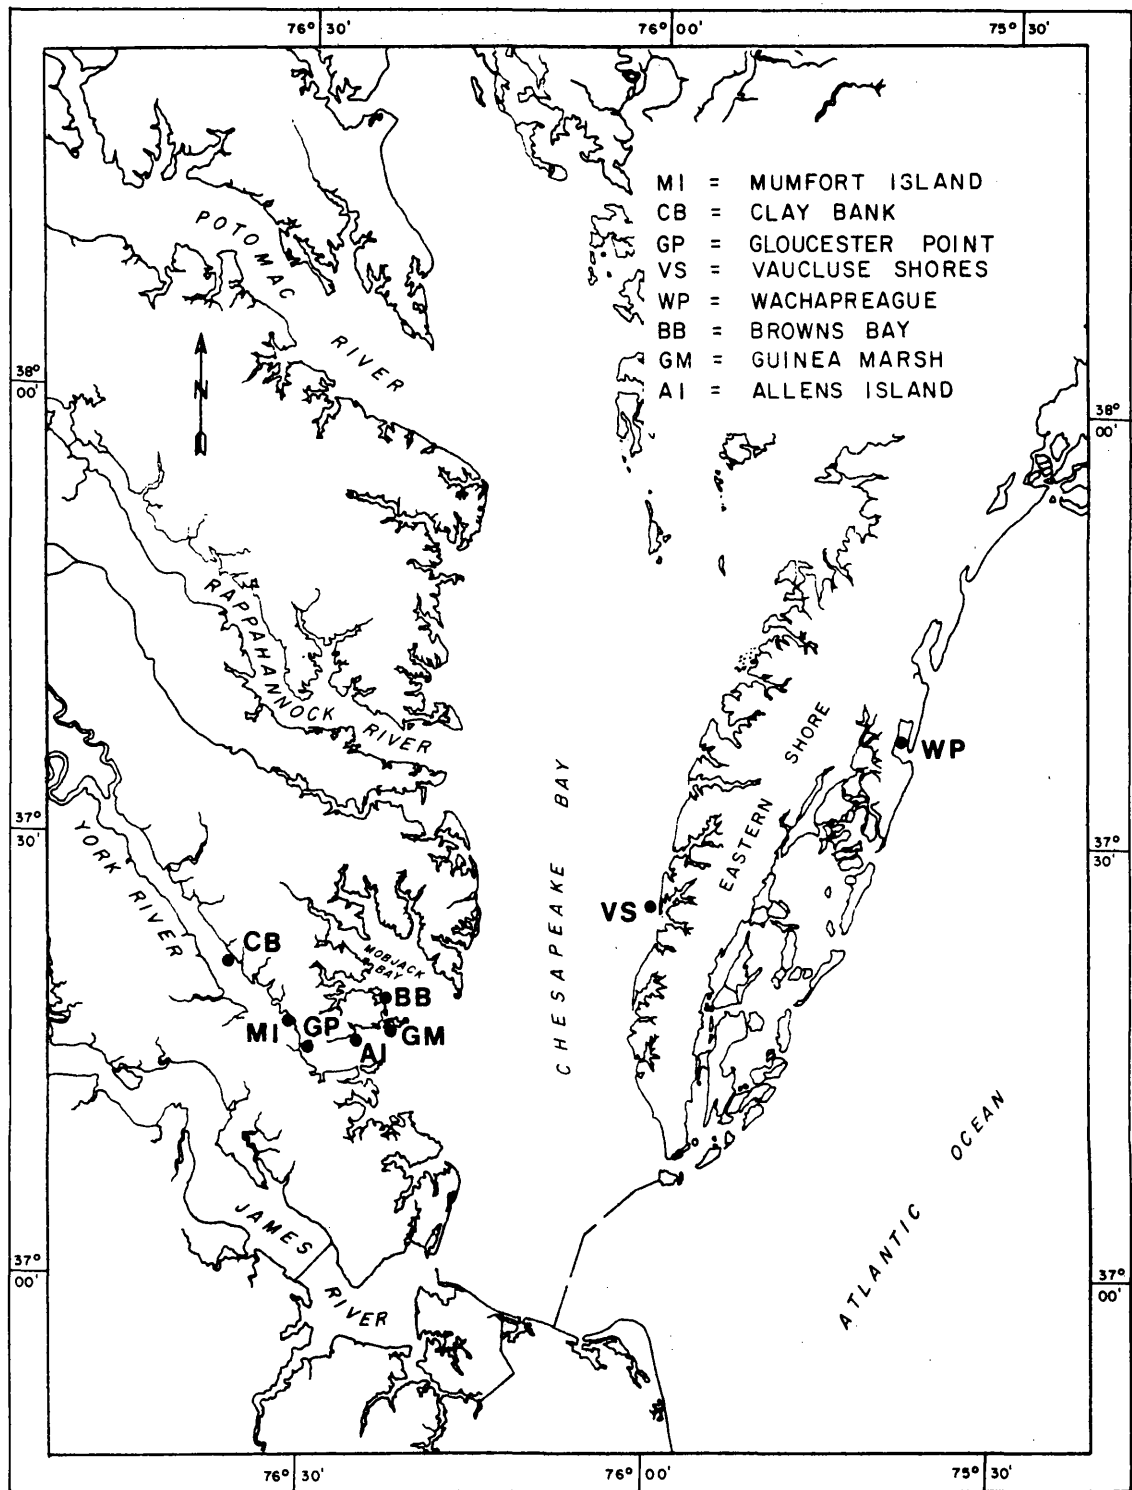 76° 30'
76° 00'
75° 30'
MI = MUMFORT ISLAND
CB = CLAY BANK
GP = GLOUCESTER POINT
VS = VAUCLUSE SHORES
WP = WACHAPREAGUE
BB = BROWNS BAY
GM = GUINEA MARSH
AI = ALLENS ISLAND
POTOMAC
RIVER
N
38°
00'
38°
00'
RAPPAHANNOCK
RIVER
EASTERN SHORE
WP
37°
30'
37°
30'
YORK RIVER
CHESAPEAKE BAY
VS
CB
MOBJACK
BAY
BB
MI
GP
GM
AI
ATLANTIC OCEAN
JAMES
RIVER
37°
00'
37°
00'
76° 30'
76° 00'
75° 30'